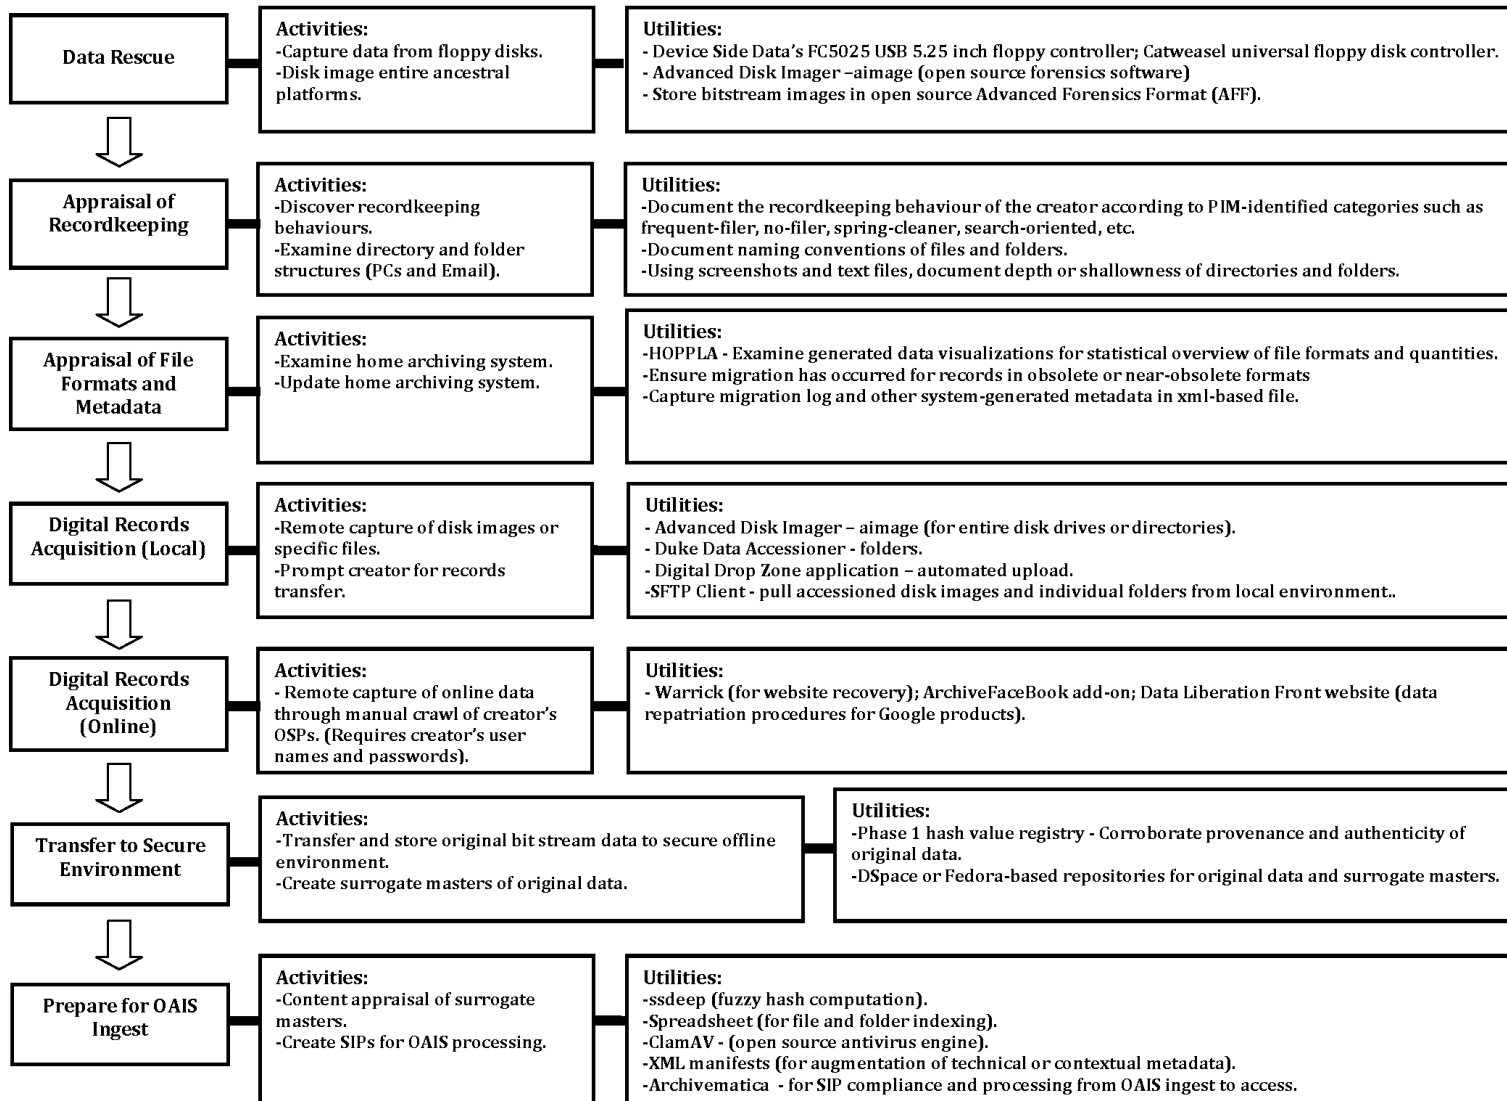 Data Rescue
Activities:
-Capture data from floppy disks.
-Disk image entire ancestral
platforms.
Utilities:
- Device Side Data's FC5025 USB 5.25 inch floppy controller; Catweasel universal floppy disk controller.
- Advanced Disk Imager –aimage (open source forensics software)
- Store bitstream images in open source Advanced Forensics Format (AFF).
Appraisal of
Recordkeeping
Activities:
-Discover recordkeeping
behaviours.
-Examine directory and folder
structures (PCs and Email).
Utilities:
-Document the recordkeeping behaviour of the creator according to PIM-identified categories such as
frequent-filer, no-filer, spring-cleaner, search-oriented, etc.
-Document naming conventions of files and folders.
-Using screenshots and text files, document depth or shallowness of directories and folders.
Appraisal of File
Formats and
Metadata
Activities:
-Examine home archiving system.
-Update home archiving system.
Utilities:
-HOPPLA - Examine generated data visualizations for statistical overview of file formats and quantities.
-Ensure migration has occurred for records in obsolete or near-obsolete formats
-Capture migration log and other system-generated metadata in xml-based file.
Digital Records
Acquisition (Local)
Activities:
-Remote capture of disk images or
specific files.
-Prompt creator for records
transfer.
Utilities:
- Advanced Disk Imager – aimage (for entire disk drives or directories).
- Duke Data Accessioner - folders.
- Digital Drop Zone application – automated upload.
-SFTP Client - pull accessioned disk images and individual folders from local environment..
Digital Records
Acquisition
(Online)
Activities:
- Remote capture of online data
through manual crawl of creator's
OSPs. (Requires creator's user
names and passwords).
Utilities:
- Warrick (for website recovery); ArchiveFaceBook add-on; Data Liberation Front website (data
repatriation procedures for Google products).
Transfer to Secure
Environment
Activities:
-Transfer and store original bit stream data to secure offline
environment.
-Create surrogate masters of original data.
Utilities:
-Phase 1 hash value registry - Corroborate provenance and authenticity of
original data.
-DSpace or Fedora-based repositories for original data and surrogate masters.
Prepare for OAIS
Ingest
Activities:
-Content appraisal of surrogate
masters.
-Create SIPs for OAIS processing.
Utilities:
-ssdeep (fuzzy hash computation).
-Spreadsheet (for file and folder indexing).
-ClamAV - (open source antivirus engine).
-XML manifests (for augmentation of technical or contextual metadata).
-Archivematica - for SIP compliance and processing from OAIS ingest to access.